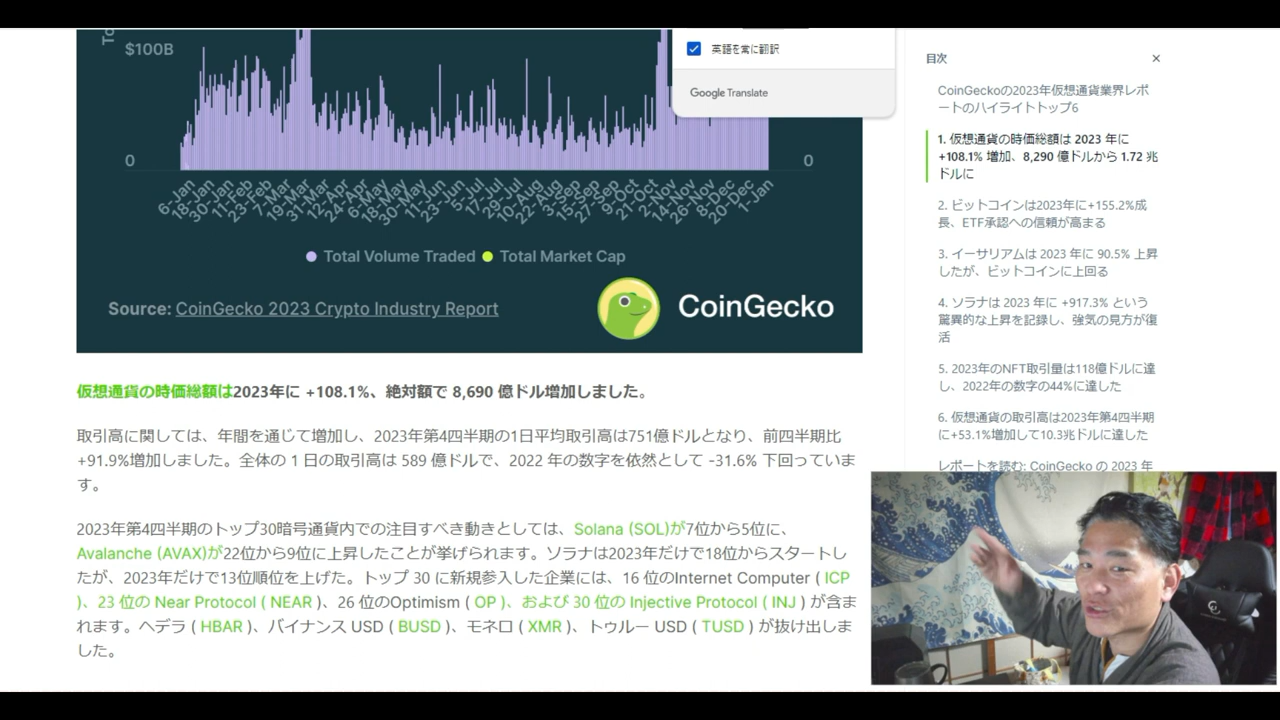 $100B
0
0
6-Jan
18-Jan
30-Jan
11-Feb
23-Feb
7-Mar
19-Mar
31-Mar
12-Apr
24-Apr
6-May
18-May
30-May
11-Jun
23-Jun
5-Jul
17-Jul
29-Jul
10-Aug
22-Aug
3-Sep
15-Sep
27-Sep
9-Oct
21-Oct
2-Nov
14-Nov
26-Nov
8-Dec
20-Dec
1-Jan
Total Volume Traded
Total Market Cap
Source: CoinGecko 2023 Crypto Industry Report
CoinGecko
英語を常に翻訳
Google Translate
仮想通貨の時価総額は2023年に +108.1%、絶対額で 8,690 億ドル増加しました。
取引高に関しては、年間を通じて増加し、2023年第4四半期の1日平均取引高は751億ドルとなり、前四半期比
+91.9%増加しました。全体の 1 日の取引高は 589 億ドルで、2022 年の数字を依然として -31.6% 下回っていま
す。
2023年第4四半期のトップ30暗号通貨内での注目すべき動きとしては、Solana (SOL)が7位から5位に、
Avalanche (AVAX)が22位から9位に上昇したことが挙げられます。ソラナは2023年だけで18位からスタートし
たが、2023年だけで13位順位を上げた。トップ 30 に新規参入した企業には、16 位のInternet Computer ( ICP
)、23 位の Near Protocol ( NEAR )、26 位のOptimism ( OP )、および 30 位の Injective Protocol ( INJ ) が含ま
れます。ヘデラ ( HBAR )、バイナンス USD ( BUSD )、モネロ ( XMR )、トゥルー USD ( TUSD ) が抜け出しま
した。
目次
CoinGeckoの2023年仮想通貨業界レポ
ートのハイライトトップ6
1. 仮想通貨の時価総額は 2023 年に
+108.1% 増加、8,290 億ドルから 1.72 兆
ドルに
2. ビットコインは2023年に+155.2%成
長、ETF承認への信頼が高まる
3. イーサリアムは 2023 年に 90.5% 上昇
したが、ビットコインに上回る
4. ソラナは 2023 年に +917.3% という
驚異的な上昇を記録し、強気の見方が復
活
5. 2023年のNFT取引量は118億ドルに達
し、2022年の数字の44%に達した
6. 仮想通貨の取引高は2023年第4四半期
に+53.1%増加して10.3兆ドルに達した
レポートを読む: CoinGecko の 2023 年